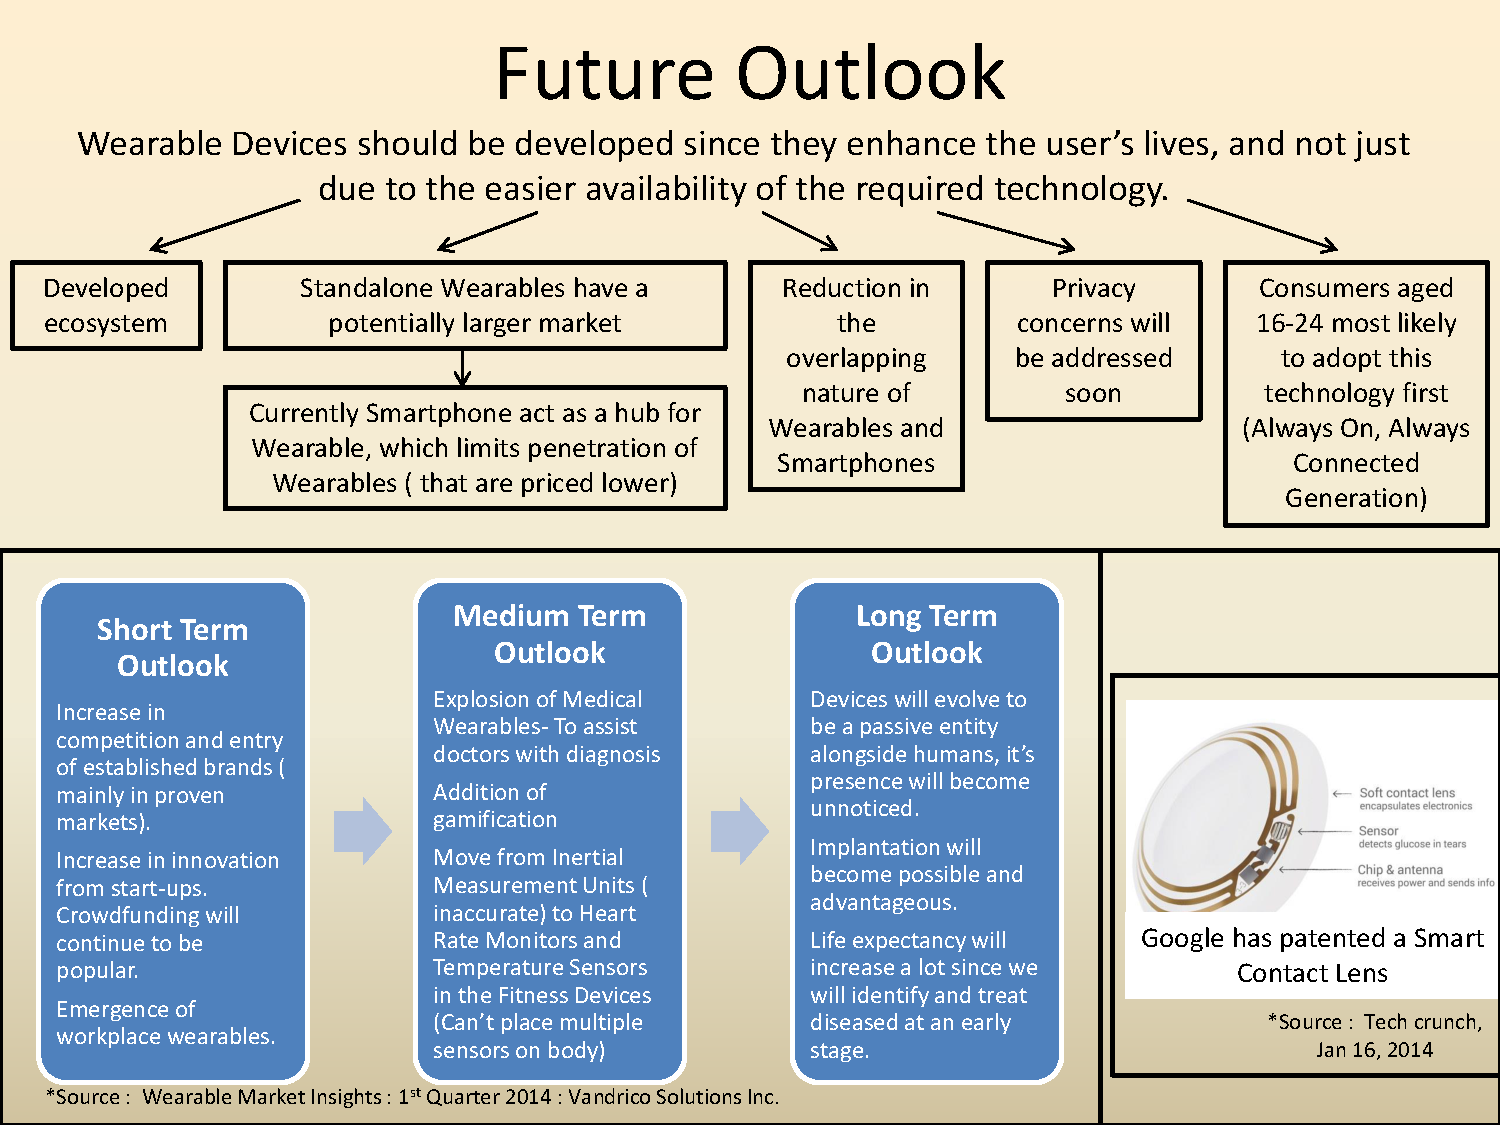 Future Outlook
Wearable Devices should be developed since they enhance the user's lives, and not just
due to the easier availability of the required technology.
Developed
ecosystem
Standalone Wearables have a
potentially larger market
Currently Smartphone act as a hub for
Wearable, which limits penetration of
Wearables ( that are priced lower)
Reduction in
the
overlapping
nature of
Wearables and
Smartphones
Privacy
concerns will
be addressed
soon
Consumers aged
16-24 most likely
to adopt this
technology first
(Always On, Always
Connected
Generation)
Short Term
Outlook
Increase in
competition and entry
of established brands (
mainly in proven
markets).
Increase in innovation
from start-ups.
Crowdfunding will
continue to be
popular.
Emergence of
workplace wearables.
Medium Term
Outlook
Explosion of Medical
Wearables- To assist
doctors with diagnosis
Addition of
gamification
Move from Inertial
Measurement Units (
inaccurate) to Heart
Rate Monitors and
Temperature Sensors
in the Fitness Devices
(Can't place multiple
sensors on body)
Long Term
Outlook
Devices will evolve to
be a passive entity
alongside humans, it's
presence will become
unnoticed.
Implantation will
become possible and
advantageous.
Life expectancy will
increase a lot since we
will identify and treat
diseased at an early
stage.
*Source :  Wearable Market Insights : 1st Quarter 2014 : Vandrico Solutions Inc.
Soft contact lens
encapsulates electronics
Sensor
detects glucose in tears
Chip & antenna
receives power and sends info
Google has patented a Smart
Contact Lens
*Source :  Tech crunch,
Jan 16, 2014